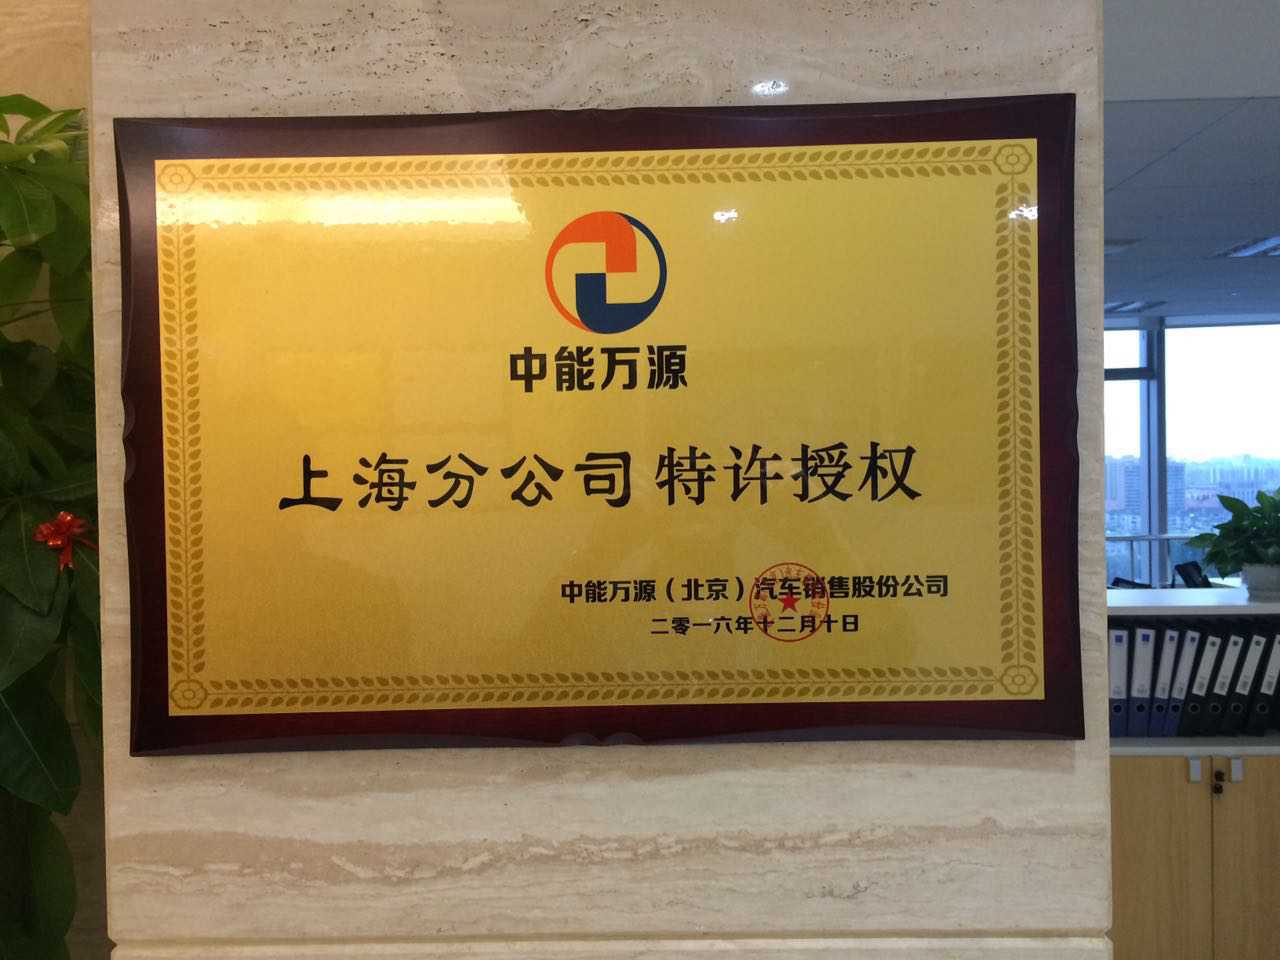 中能万源
上海分公司 特许授权
中能万源（北京）汽车销售股份公司
二零一六年十二月十日